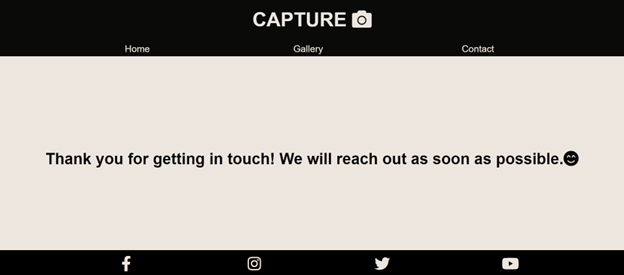 CAPTURE
Home Gallery Contact
Thank you for getting in touch! We will reach out as soon as possible.